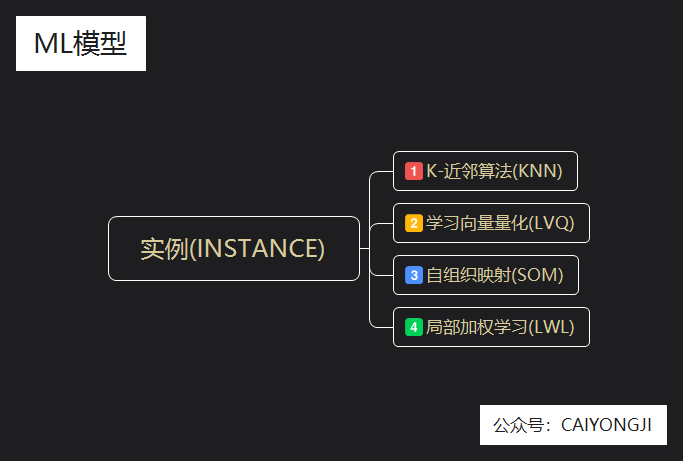 ML模型
实例(INSTANCE)
1 K-近邻算法(KNN)
2 学习向量量化(LVQ)
3 自组织映射(SOM)
4 局部加权学习(LWL)
公众号：CAIYONGJI